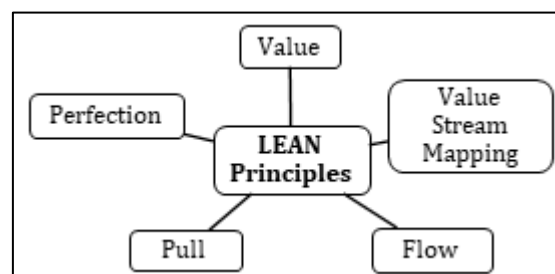 Value
Perfection
Value
Stream
Mapping
LEAN
Principles
Pull
Flow